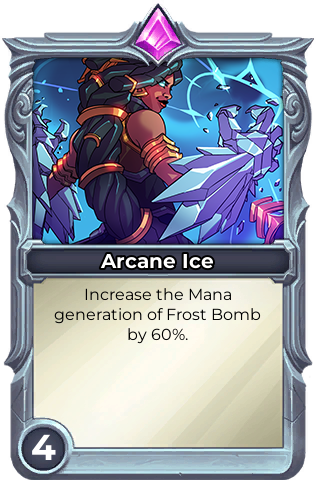 Arcane Ice
Increase the Mana
generation of Frost Bomb
by 60%.
4